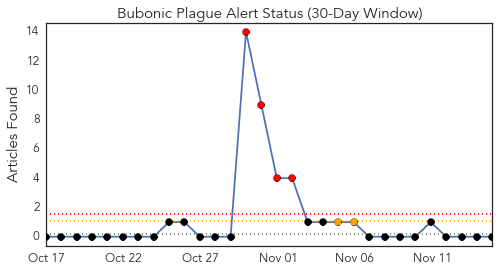 Bubonic Plague Alert Status (30-Day Window)
Articles Found
14
12
10
8
6
4
2
0
Oct 17
Oct 22
Oct 27
Nov 01
Nov 06
Nov 11